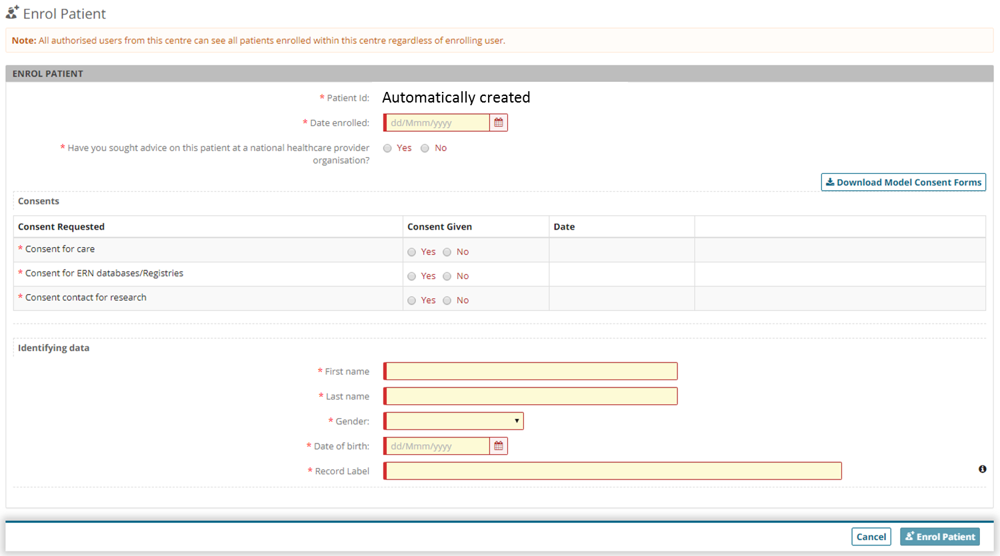 Enrol Patient
Note: All authorised users from this centre can see all patients enrolled within this centre regardless of enrolling user.
ENROL PATIENT
* Patient Id: Automatically created
* Date enrolled: dd/Mmm/yyyy
* Have you sought advice on this patient at a national healthcare provider
organisation? Yes No
Download Model Consent Forms
Consents
Consent Requested Consent Given Date
* Consent for care Yes No
* Consent for ERN databases/Registries Yes No
* Consent contact for research Yes No
Identifying data
* First name
* Last name
* Gender:
* Date of birth: dd/Mmm/yyyy
* Record Label
Cancel Enrol Patient